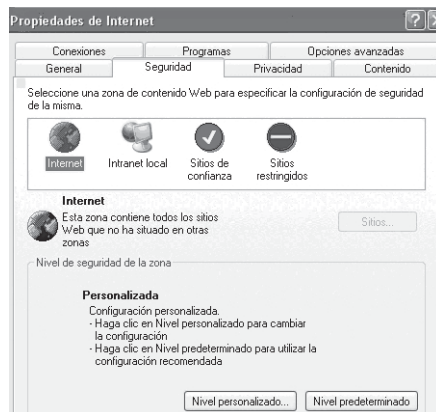 Propiedades de Internet
Conexiones Programas Opciones avanzadas
General Seguridad Privacidad Contenido
Seleccione una zona de contenido Web para especificar la configuración de seguridad
de la misma.
Internet Intranet local Sitios de confianza Sitios restringidos
Internet
Esta zona contiene todos los sitios
Web que no ha situado en otras
zonas
Sitios...
Nivel de seguridad de la zona
Personalizada
Configuración personalizada.
- Haga clic en Nivel personalizado para cambiar
la configuración
- Haga clic en Nivel predeterminado para utilizar la
configuración recomendada
Nivel personalizado... Nivel predeterminado